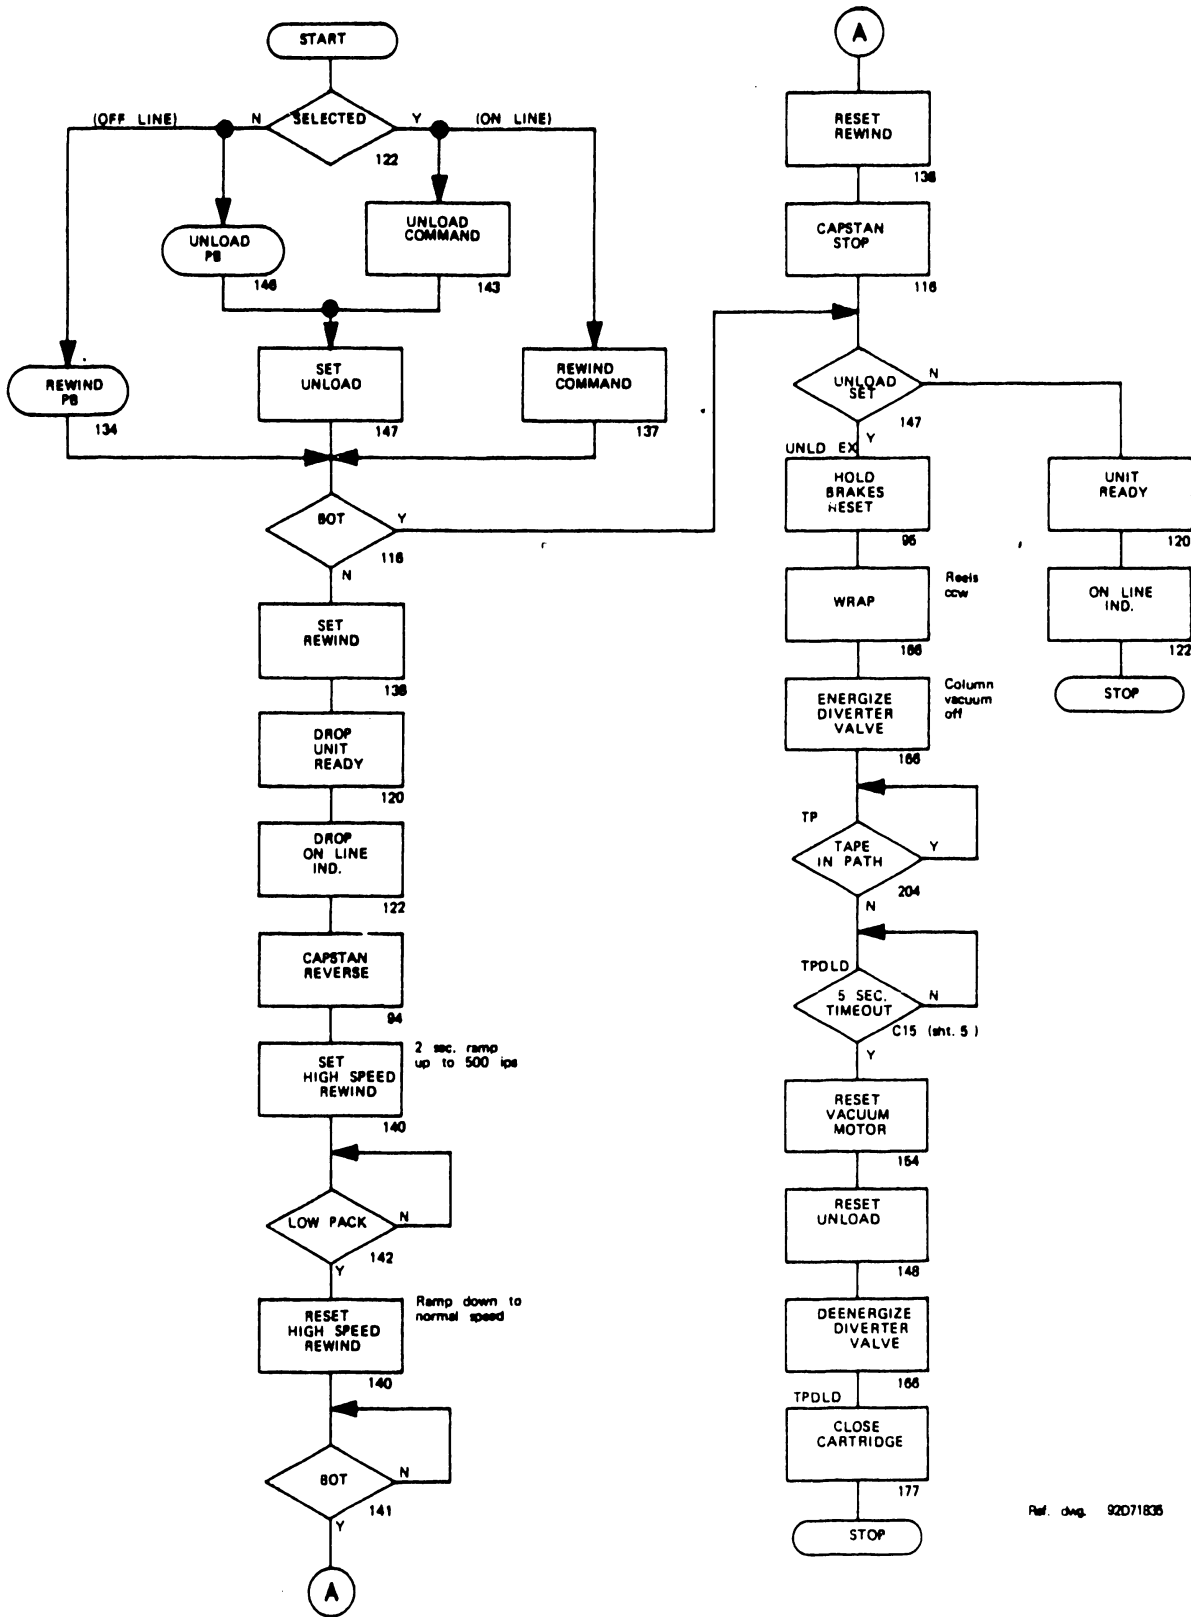 START
(OFF LINE)
N
SELECTED
Y
(ON LINE)
122
UNLOAD
PB
146
UNLOAD
COMMAND
143
REWIND
PB
134
SET
UNLOAD
147
REWIND
COMMAND
137
BOT
Y
116
N
SET
REWIND
136
DROP
UNIT
READY
120
DROP
ON LINE
IND.
122
CAPSTAN
REVERSE
94
SET
HIGH SPEED
REWIND
140
2 sec. ramp
up to 500 ips
LOW PACK
N
142
Y
RESET
HIGH SPEED
REWIND
140
Ramp down to
normal speed
BOT
N
141
Y
A
A
RESET
REWIND
136
CAPSTAN
STOP
116
UNLOAD
SET
N
147
Y
UNLD EX
HOLD
BRAKES
RESET
95
UNIT
READY
120
WRAP
166
Reels
ccw
ON LINE
IND.
122
STOP
ENERGIZE
DIVERTER
VALVE
166
Column
vacuum
off
TP
TAPE
IN PATH
Y
204
N
TPDLD
5 SEC.
TIMEOUT
N
C15 (sht. 5)
Y
RESET
VACUUM
MOTOR
154
RESET
UNLOAD
148
DEENERGIZE
DIVERTER
VALVE
166
TPDLD
CLOSE
CARTRIDGE
177
STOP
Ref. dwg. 92D71835